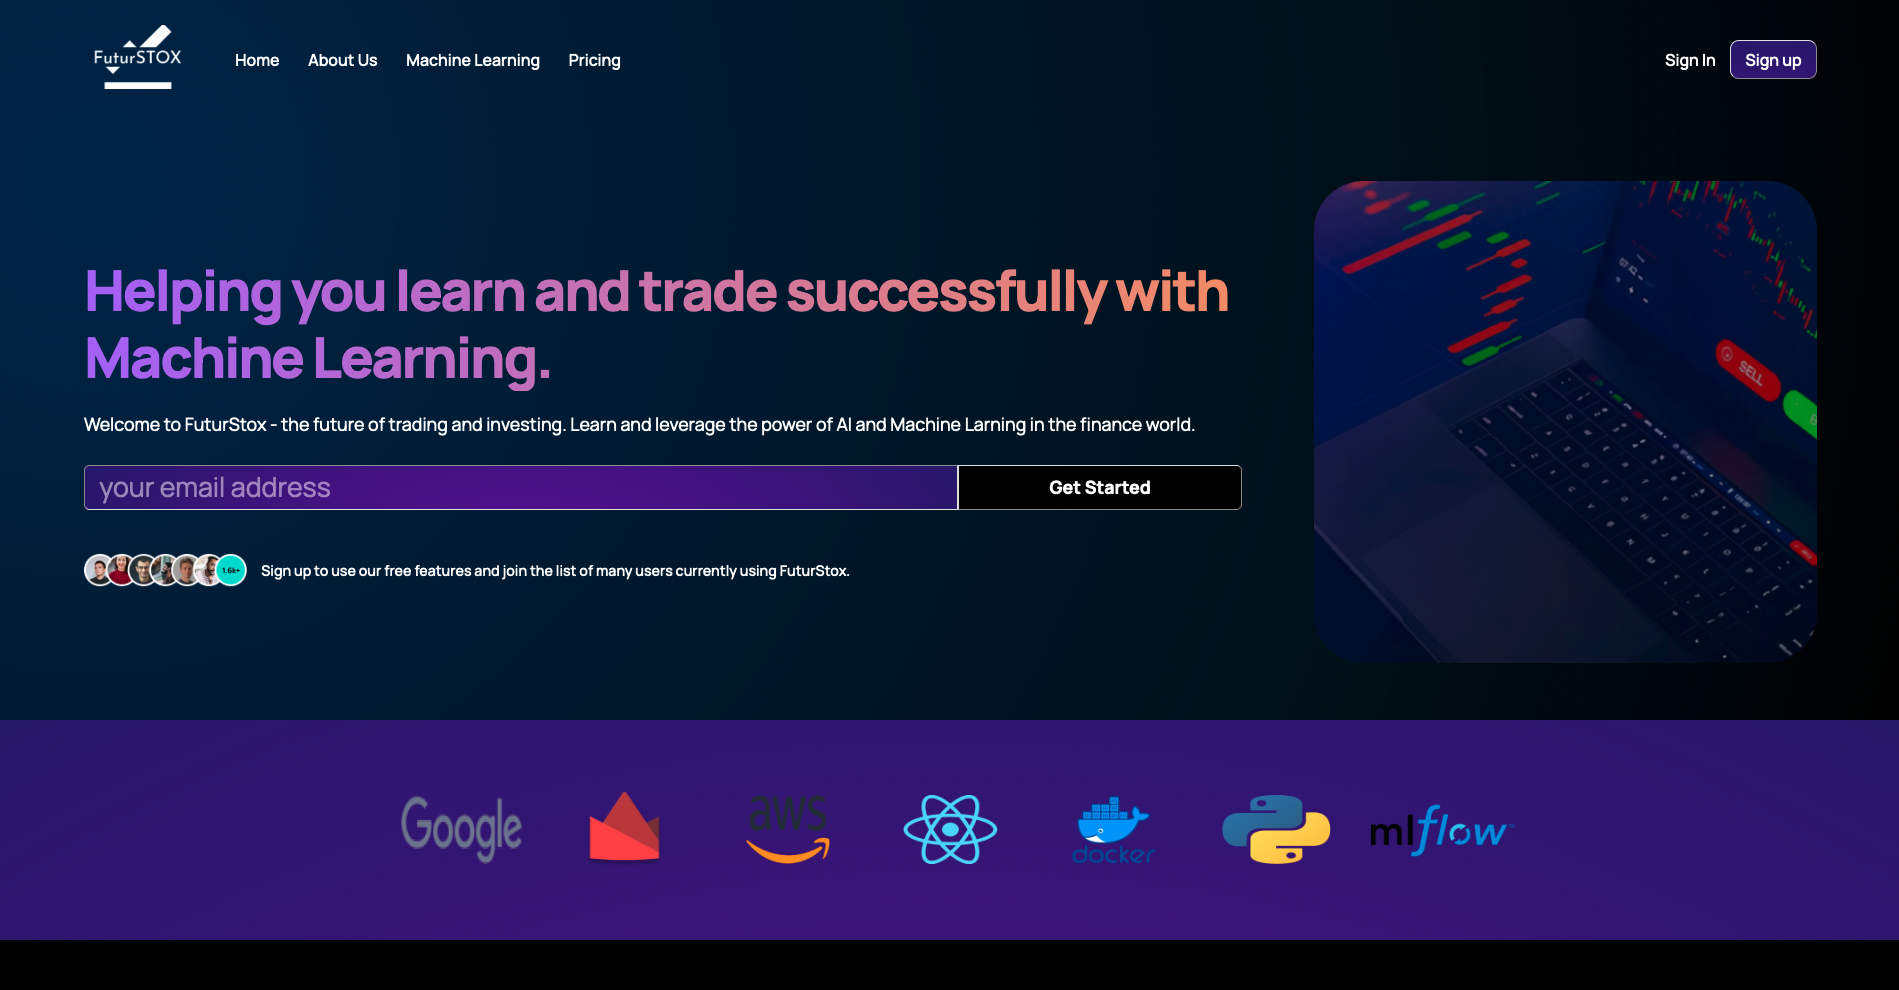 FuturSTOX
Home About Us Machine Learning Pricing
Sign In Sign up
Helping you learn and trade successfully with
Machine Learning.
Welcome to FuturStox - the future of trading and investing. Learn and leverage the power of AI and Machine Larning in the finance world.
your email address
Get Started
1.6k+
Sign up to use our free features and join the list of many users currently using FuturStox.
SELL
Google
aws
docker
mlflow